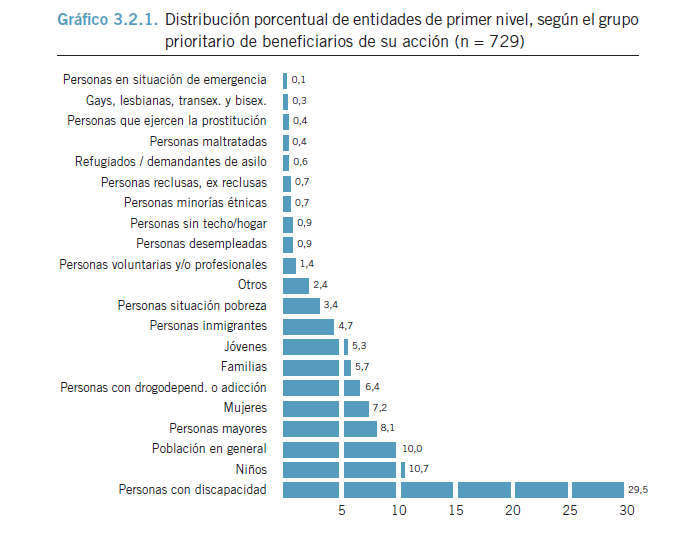 Gráfico 3.2.1. Distribución porcentual de entidades de primer nivel, según el grupo
prioritario de beneficiarios de su acción (n = 729)
Personas en situación de emergencia 0,1
Gays, lesbianas, transex. y bisex. 0,3
Personas que ejercen la prostitución 0,4
Personas maltratadas 0,4
Refugiados / demandantes de asilo 0,6
Personas reclusas, ex reclusas 0,7
Personas minorías étnicas 0,7
Personas sin techo/hogar 0,9
Personas desempleadas 0,9
Personas voluntarias y/o profesionales 1,4
Otros 2,4
Personas situación pobreza 3,4
Personas inmigrantes 4,7
Jóvenes 5,3
Familias 5,7
Personas con drogodepend. o adicción 6,4
Mujeres 7,2
Personas mayores 8,1
Población en general 10,0
Niños 10,7
Personas con discapacidad 29,5
5 10 15 20 25 30